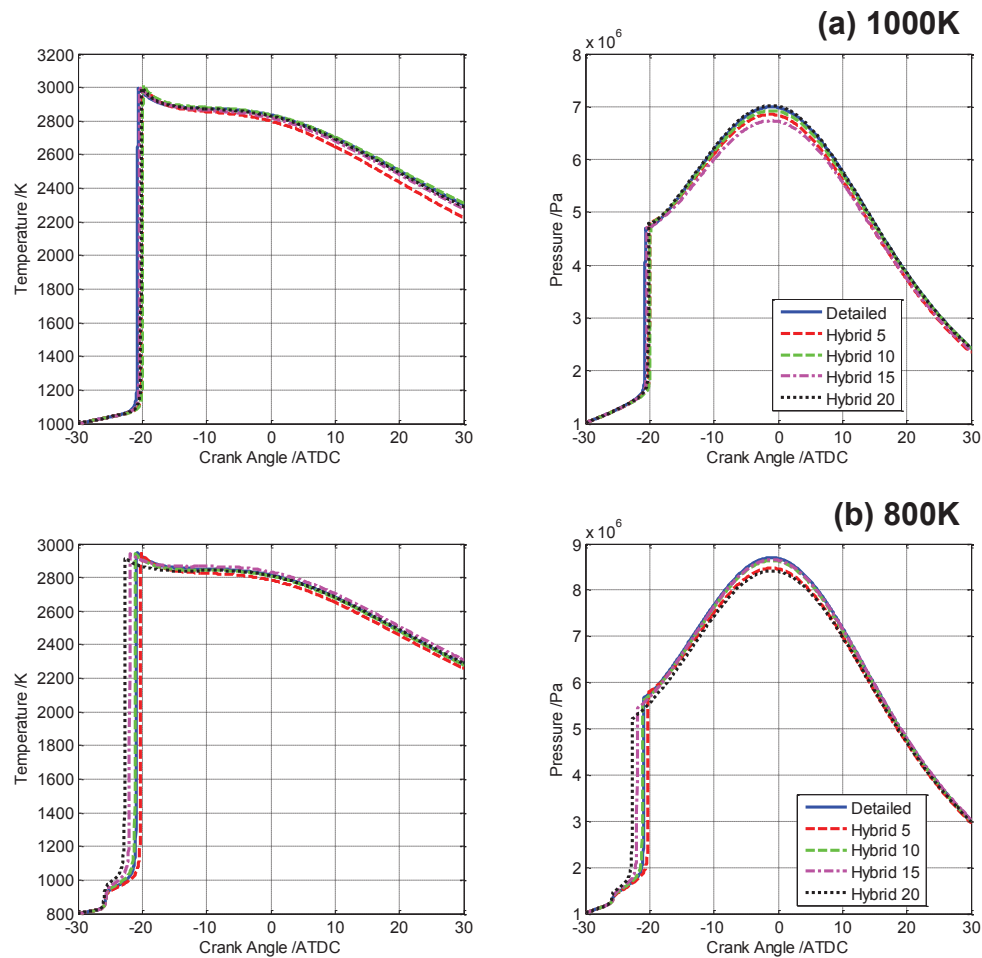 (a) 1000K
3200
3000
2800
2600
2400
2200
2000
1800
1600
1400
1200
1000
Temperature /K
-30 -20 -10 0 10 20 30
Crank Angle /ATDC
x 10^6
8
7
6
5
4
3
2
1
Pressure /Pa
Detailed
Hybrid 5
Hybrid 10
Hybrid 15
Hybrid 20
-30 -20 -10 0 10 20 30
Crank Angle /ATDC
(b) 800K
3000
2800
2600
2400
2200
2000
1800
1600
1400
1200
1000
800
Temperature /K
-30 -20 -10 0 10 20 30
Crank Angle /ATDC
x 10^6
9
8
7
6
5
4
3
2
1
Pressure /Pa
Detailed
Hybrid 5
Hybrid 10
Hybrid 15
Hybrid 20
-30 -20 -10 0 10 20 30
Crank Angle /ATDC